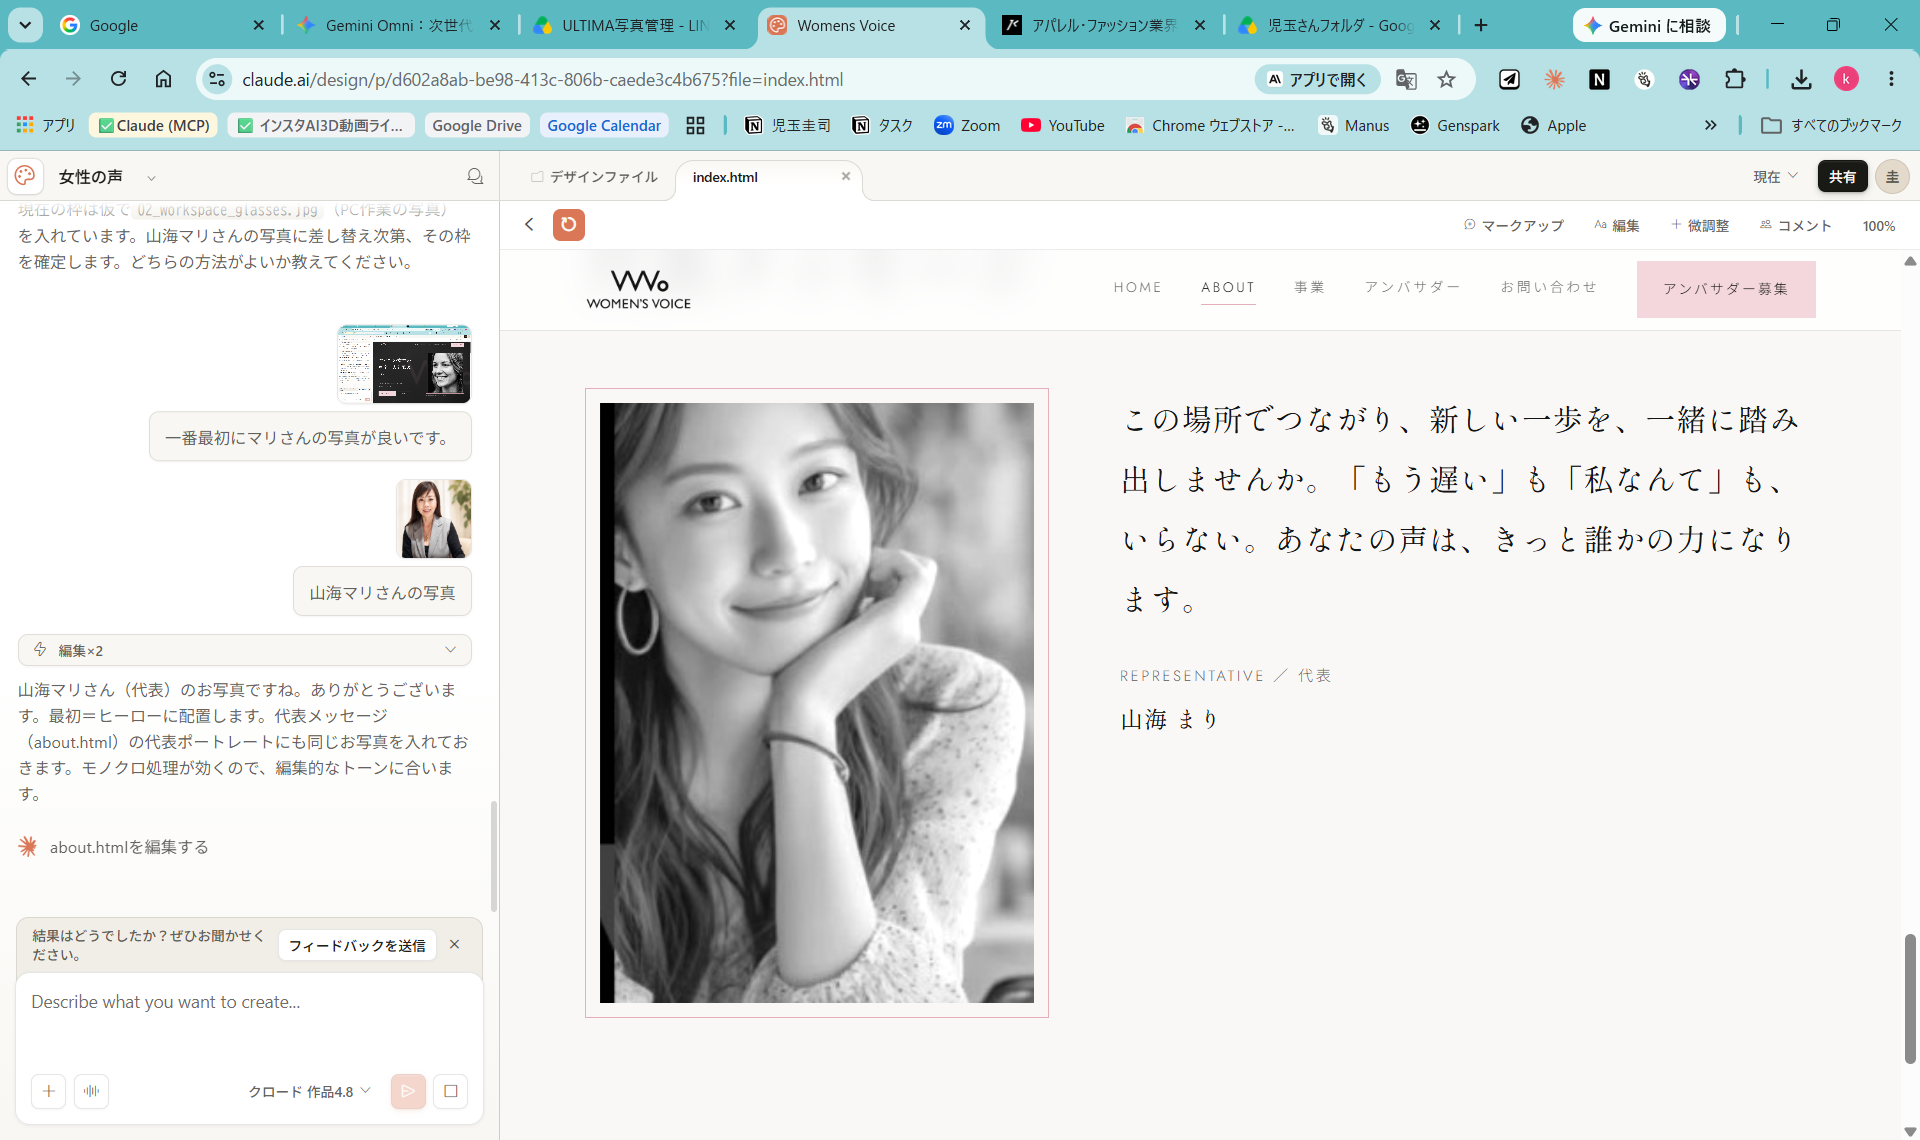 Google
Gemini Omni：次世代
ULTIMA写真管理 - LIN
Womens Voice
アパレル・ファッション業界
児玉さんフォルダ - Goog
Gemini に相談
claude.ai/design/p/d602a8ab-be98-413c-806b-caede3c4b675?file=index.html
アプリで開く
k
アプリ
Claude (MCP)
インスタAI3D動画ライ...
Google Drive
Google Calendar
児玉圭司
タスク
zm
Zoom
YouTube
Chrome ウェブストア -...
Manus
Genspark
Apple
すべてのブックマーク
女性の声
デザインファイル
index.html
現在
共有
圭
現在の枠は仮で 02_workspace_glasses.jpg （PC作業の写真）
を入れています。山海マリさんの写真に差し替え次第、その枠
を確定します。どちらの方法がよいか教えてください。
マークアップ
Aa 編集
微調整
コメント
100%
WOMEN'S VOICE
HOME
ABOUT
事業
アンバサダー
お問い合わせ
アンバサダー募集
一番最初にマリさんの写真が良いです。
山海マリさんの写真
編集×2
山海マリさん（代表）のお写真ですね。ありがとうございま
す。最初＝ヒーローに配置します。代表メッセージ
（about.html）の代表ポートレートにも同じお写真を入れてお
きます。モノクロ処理が効くので、編集的なトーンに合いま
す。
about.htmlを編集する
この場所でつながり、新しい一歩を、一緒に踏み
出しませんか。「もう遅い」も「私なんて」も、
いらない。あなたの声は、きっと誰かの力になり
ます。
REPRESENTATIVE ／ 代表
山海 まり
結果はどうでしたか？ぜひお聞かせく
ださい。
フィードバックを送信
Describe what you want to create...
クロード 作品4.8